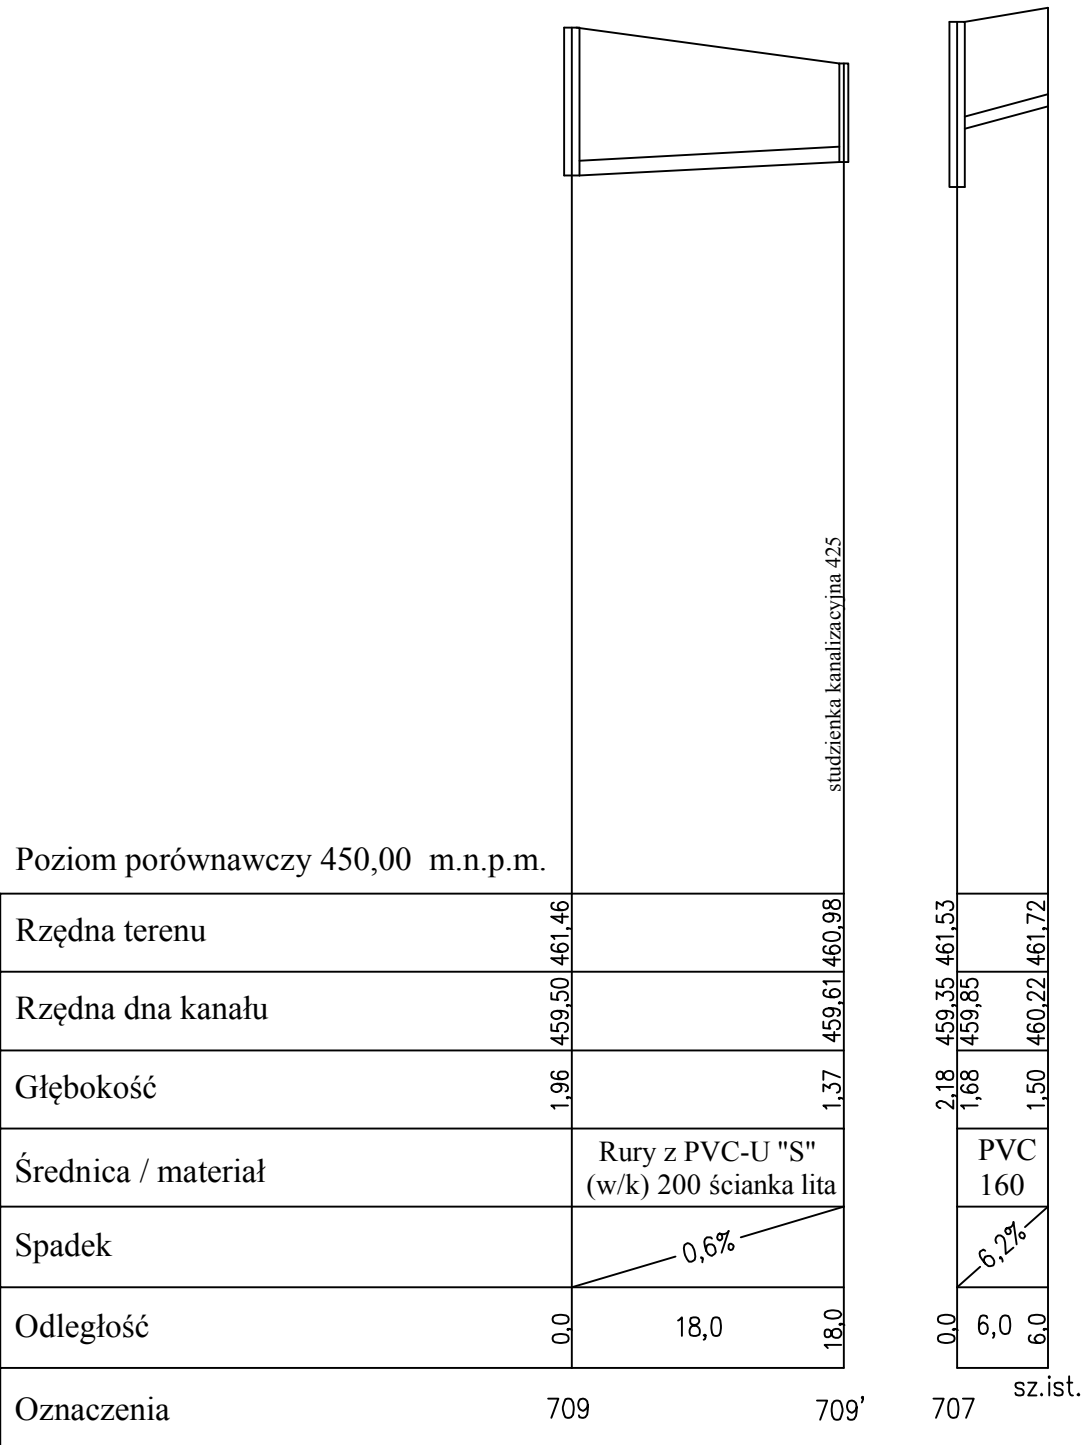 studzienka kanalizacyjna 425
Poziom porównawczy 450,00 m.n.p.m.
Rzędna terenu 461,46 460,98 461,53 461,72
Rzędna dna kanału 459,50 459,61 459,35 459,85 460,22
Głębokość 1,96 1,37 2,18 1,68 1,50
Średnica / materiał
Rury z PVC-U "S"
(w/k) 200 ścianka lita
PVC
160
Spadek 0,6% 6,2%
Odległość 0,0 18,0 18,0 0,0 6,0 6,0
Oznaczenia 709 709' 707 sz.ist.